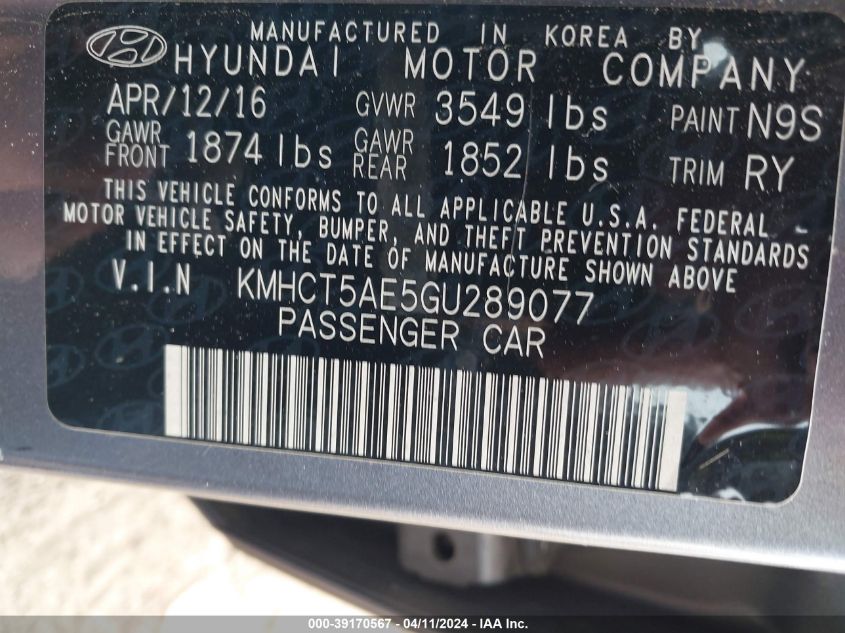 MANUFACTURED IN KOREA BY
HYUNDAI MOTOR COMPANY
APR/12/16 GVWR 3549 lbs PAINT N9S
GAWR FRONT 1874 lbs GAWR REAR 1852 lbs TRIM RY
THIS VEHICLE CONFORMS TO ALL APPLICABLE U.S.A. FEDERAL
MOTOR VEHICLE SAFETY, BUMPER, AND THEFT PREVENTION STANDARDS
IN EFFECT ON THE DATE OF MANUFACTURE SHOWN ABOVE
V.I.N KMHCT5AE5GU289077
PASSENGER CAR
000-39170567 - 04/11/2024 - IAA, Inc.